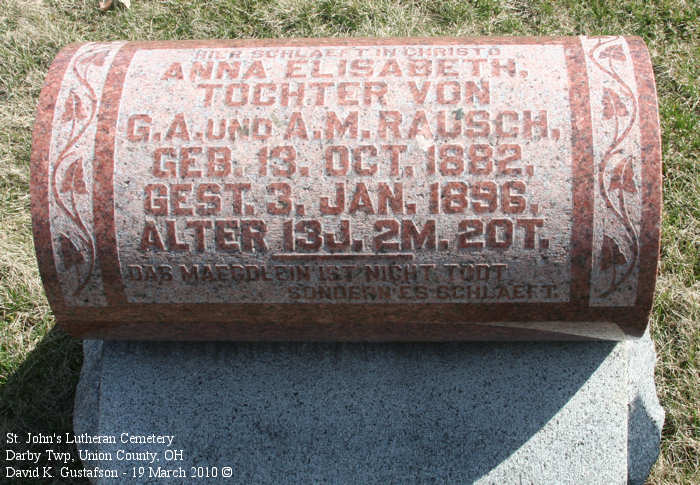 HIER SCHLAEFT IN CHRISTO
ANNA ELISABETH,
TOCHTER VON
G.A. UND A.M. RAUSCH,
GEB. 13. OCT. 1882,
GEST. 3. JAN. 1896.
ALTER 13J. 2M. 20T.
DAS MAEGDLEIN IST NICHT TODT
SONDERN ES SCHLAEFT.
St. John's Lutheran Cemetery
Darby Twp, Union County, OH
David K. Gustafson - 19 March 2010 ©